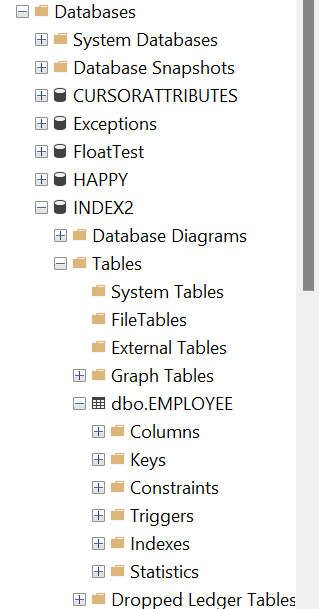 Databases
System Databases
Database Snapshots
CURSORATTRIBUTES
Exceptions
FloatTest
HAPPY
INDEX2
Database Diagrams
Tables
System Tables
FileTables
External Tables
Graph Tables
dbo.EMPLOYEE
Columns
Keys
Constraints
Triggers
Indexes
Statistics
Dropped Ledger Tables